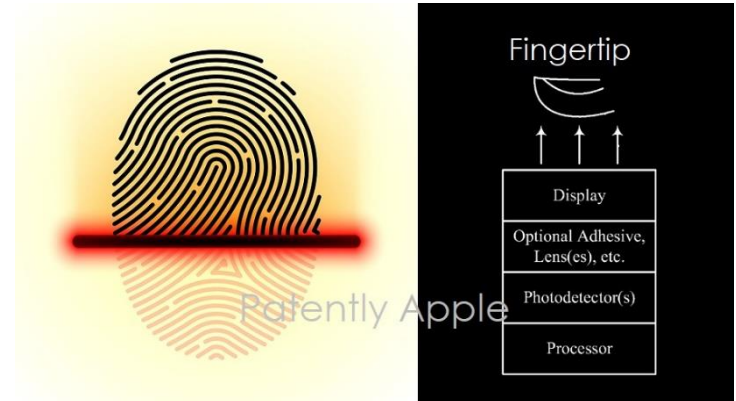 Fingertip
Display
Optional Adhesive,
Lens(es), etc.
Patently Apple
Photodetector(s)
Processor